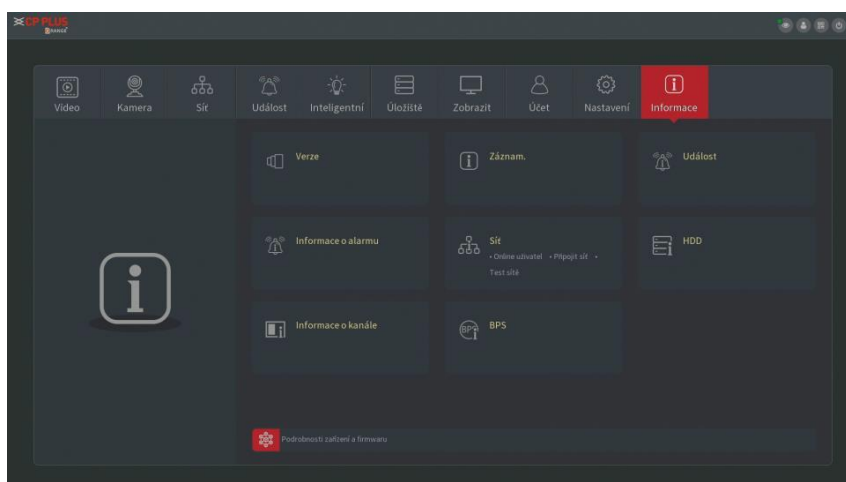 CP PLUS
ORANGE
Video Kamera Síť Událost Inteligentní Úložiště Zobrazit Účet Nastavení Informace
Verze Záznam. Událost
Informace o alarmu Síť HDD
• Online uživatel • Připojit síť •
Test sítě
Informace o kanále BPS
Podrobnosti zařízení a firmwaru